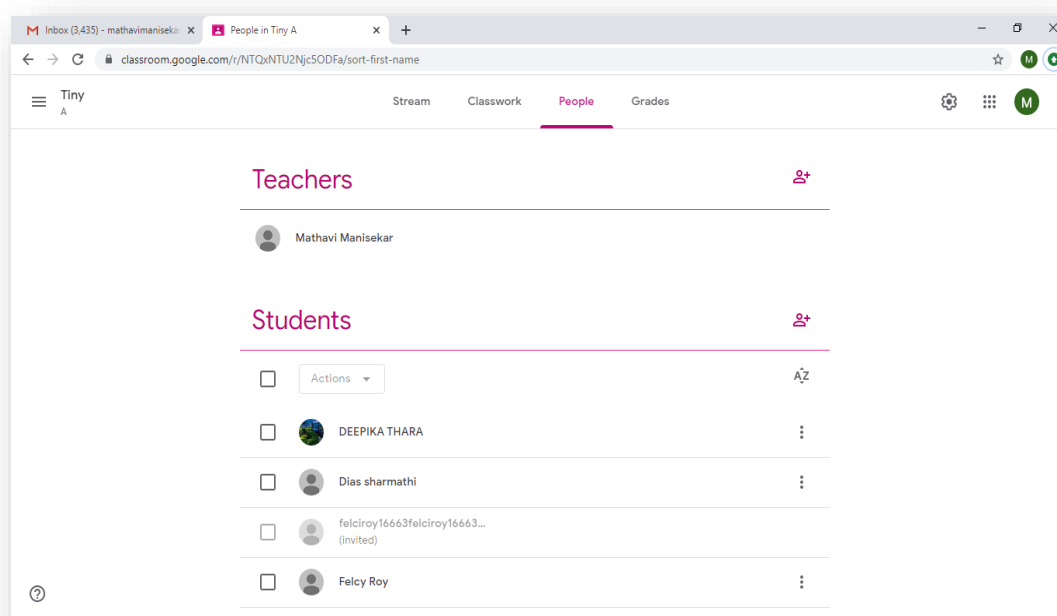 Inbox (3,435) - mathavimaniseka
People in Tiny A
classroom.google.com/r/NTQxNTU2Njc5ODFa/sort-first-name
M
Tiny
A
Stream
Classwork
People
Grades
M
Teachers
Mathavi Manisekar
Students
Actions
AZ
DEEPIKA THARA
Dias sharmathi
felciroy16663felciroy16663...
(invited)
Felcy Roy